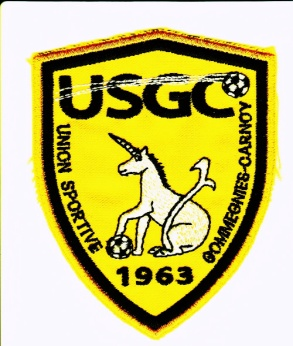 USGC
UNION SPORTIVE
GOMMEGNIES-CARNOY
1963